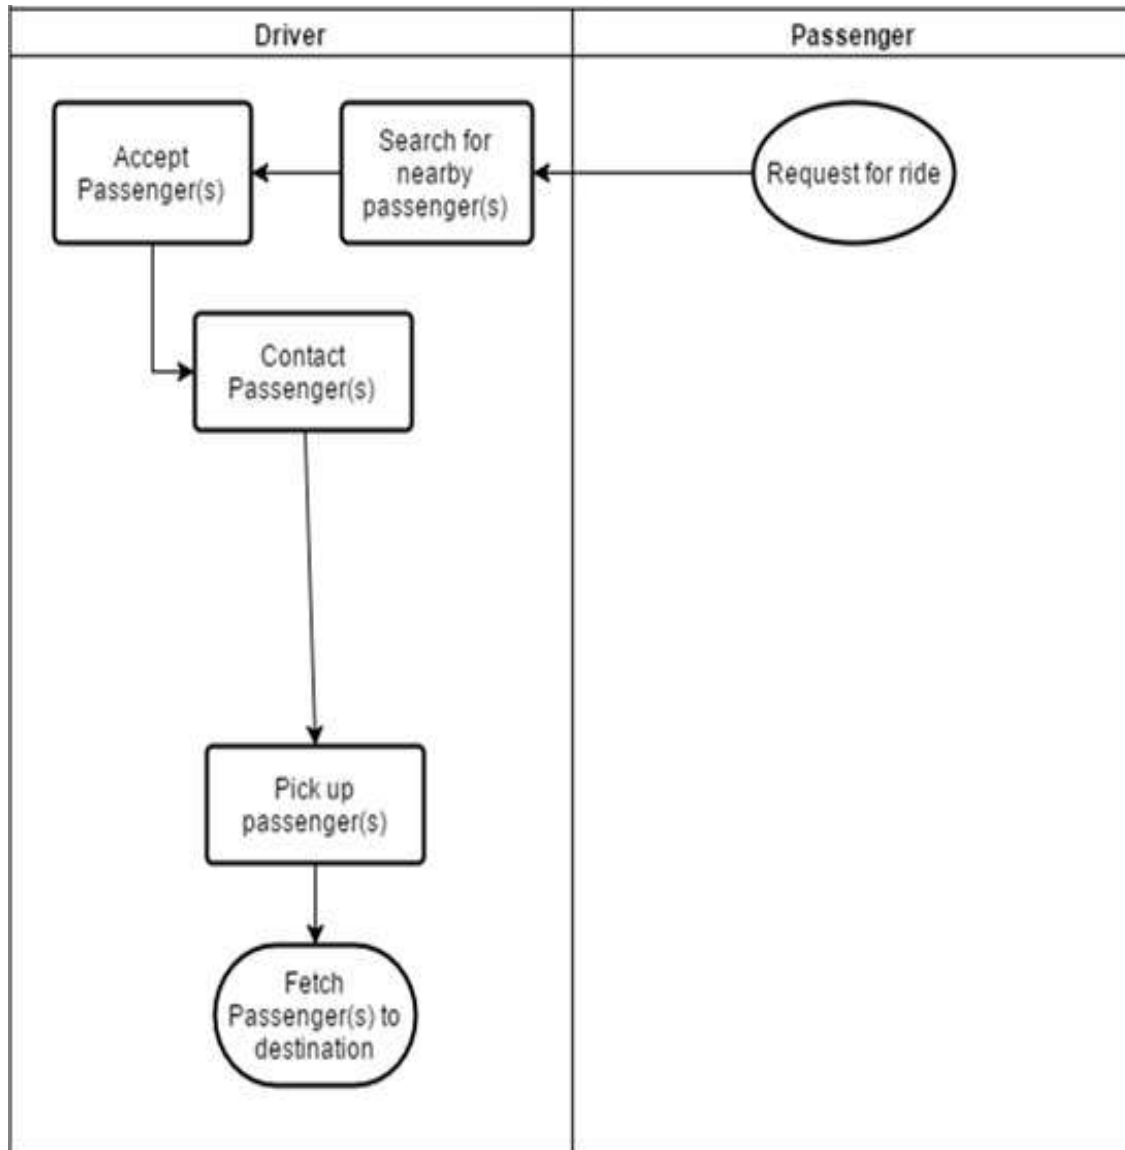 Driver
Passenger
Accept
Passenger(s)
Search for
nearby
passenger(s)
Request for ride
Contact
Passenger(s)
Pick up
passenger(s)
Fetch
Passenger(s) to
destination